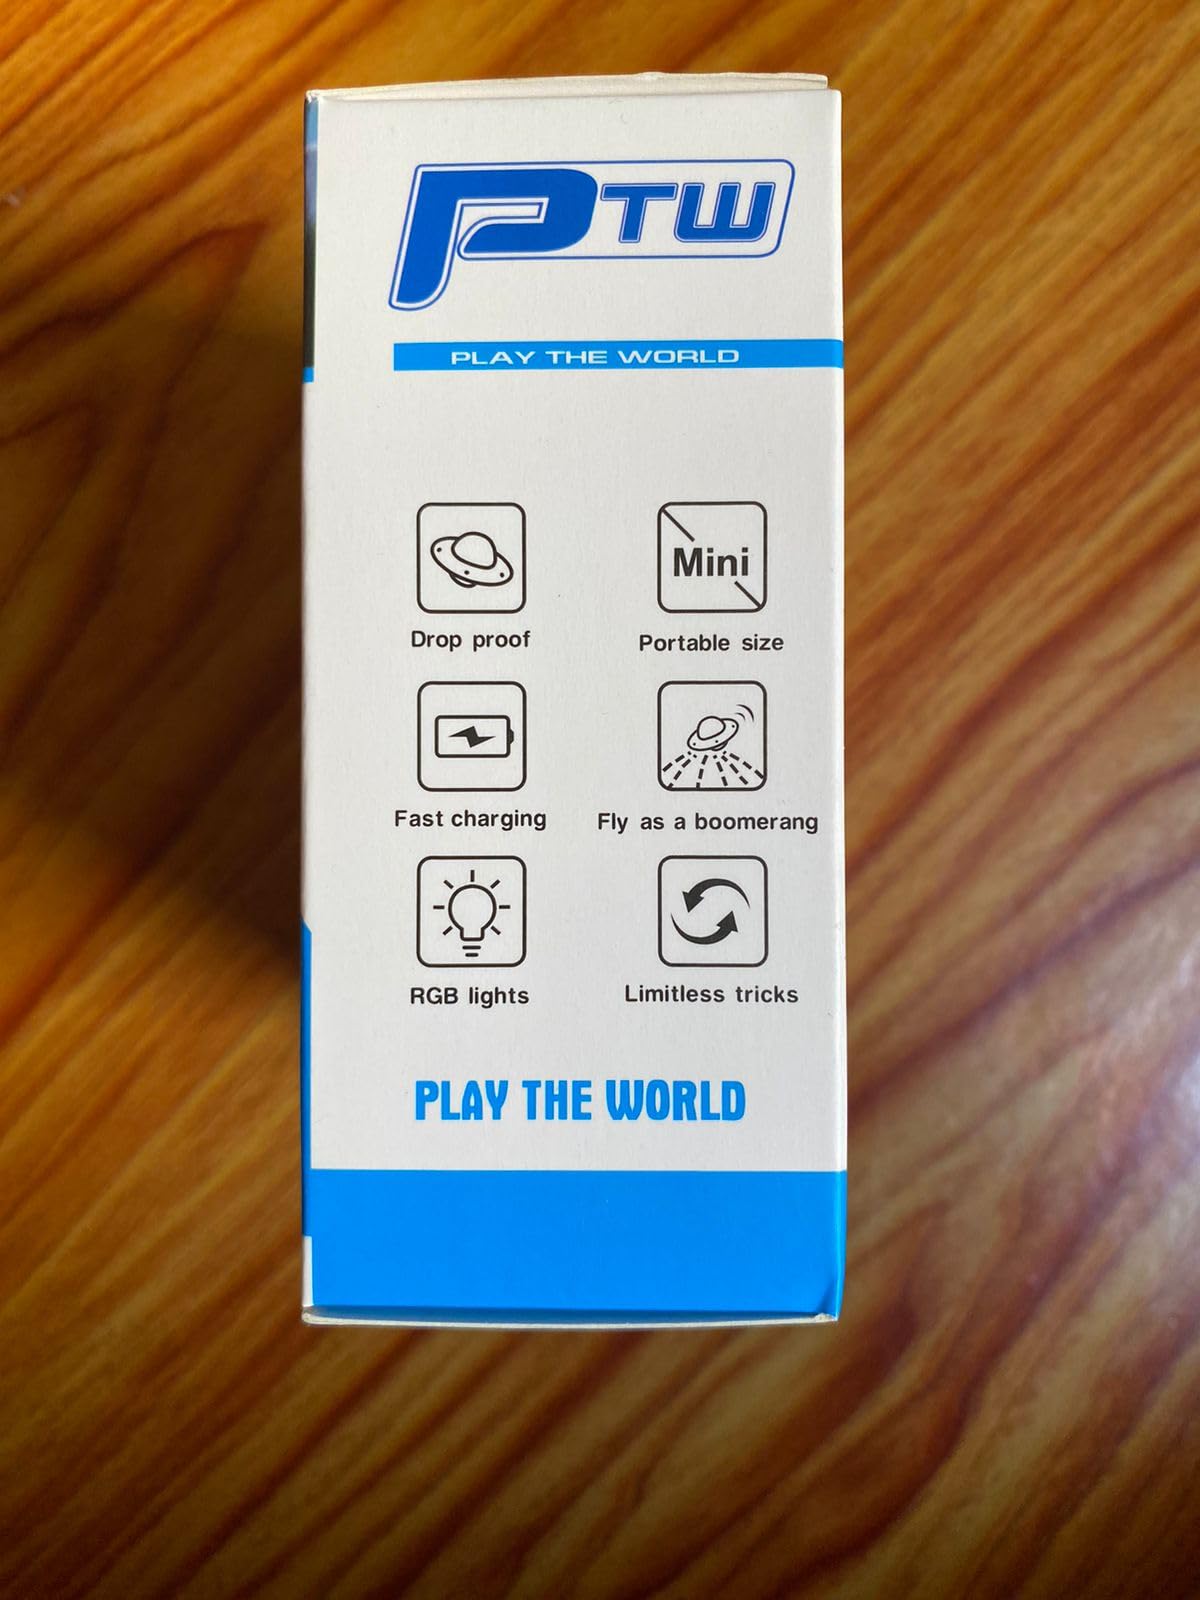 PTW
PLAY THE WORLD
Mini
Drop proof
Portable size
Fast charging
Fly as a boomerang
RGB lights
Limitless tricks
PLAY THE WORLD